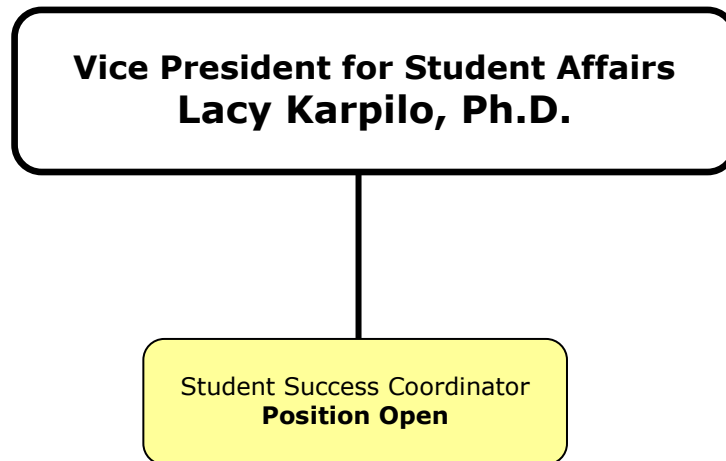 Vice President for Student Affairs
Lacy Karpilo, Ph.D.
Student Success Coordinator
Position Open